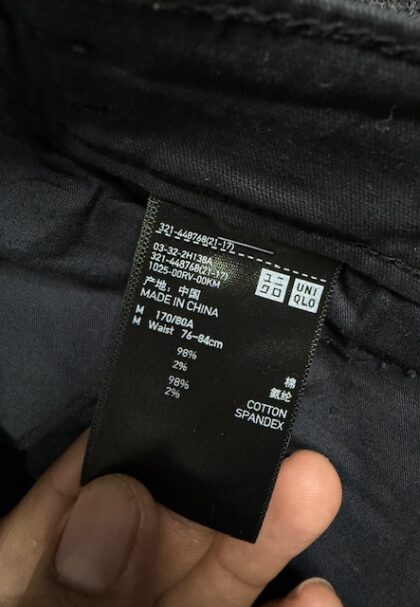 321-448768(21-17)
03-32-2H138A
321-448768(21-17)
1025-00RV-00KM
ユニ
クロ
UNI
QLO
产地: 中国
MADE IN CHINA
M 170/80A
M Waist 76-84cm
98% 棉
2% 氨纶
98% COTTON
2% SPANDEX